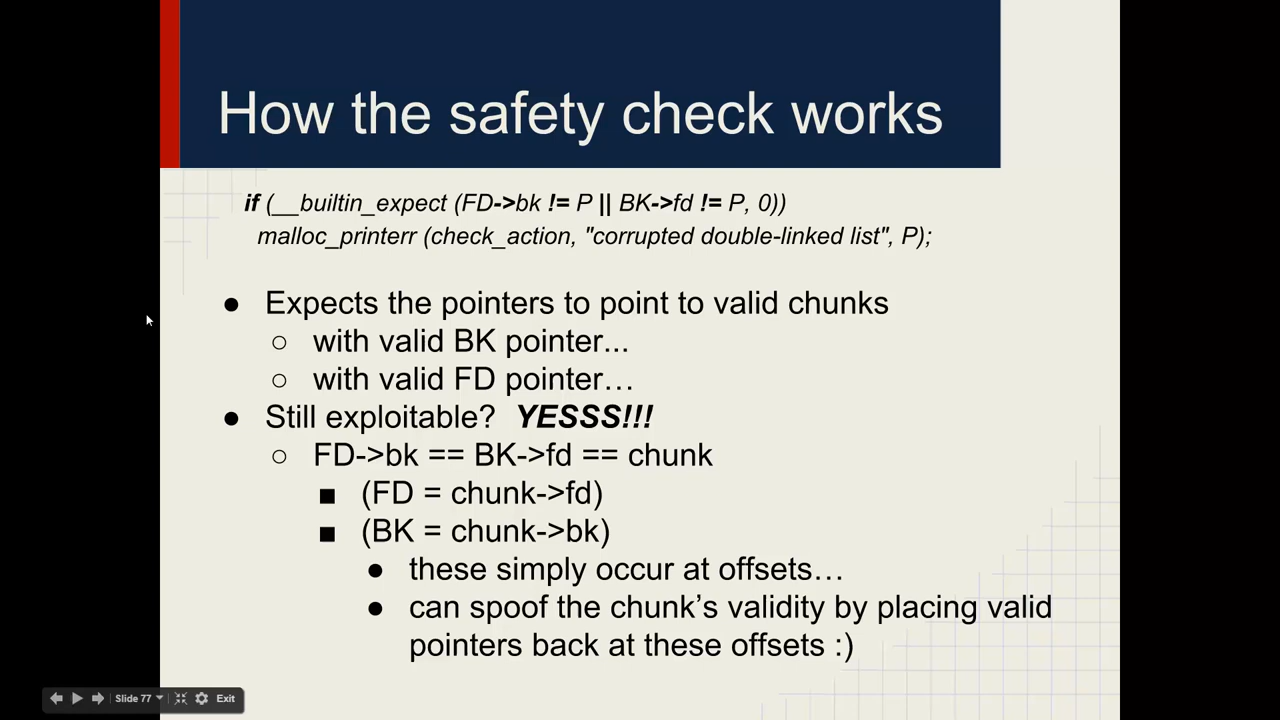 How the safety check works
if (__builtin_expect (FD->bk != P || BK->fd != P, 0))
malloc_printerr (check_action, "corrupted double-linked list", P);
● Expects the pointers to point to valid chunks
○ with valid BK pointer...
○ with valid FD pointer…
● Still exploitable? YESSS!!!
○ FD->bk == BK->fd == chunk
■ (FD = chunk->fd)
■ (BK = chunk->bk)
● these simply occur at offsets…
● can spoof the chunk’s validity by placing valid
pointers back at these offsets :)
Slide 77 Exit